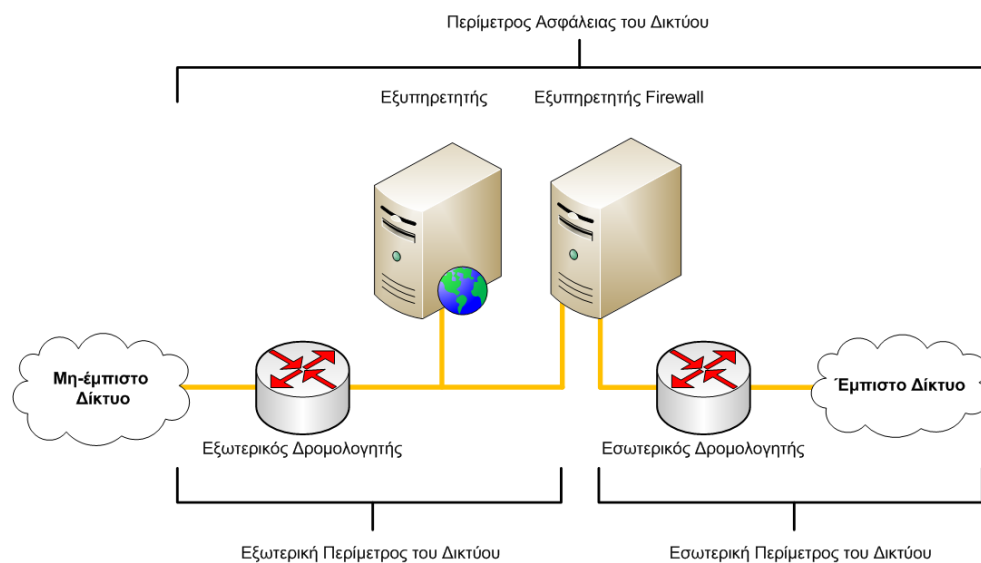 Περίμετρος Ασφάλειας του Δικτύου
Εξυπηρετητής
Εξυπηρετητής Firewall
Μη-έμπιστο
Δίκτυο
Έμπιστο Δίκτυο
Εξωτερικός Δρομολογητής
Εσωτερικός Δρομολογητής
Εξωτερική Περίμετρος του Δικτύου
Εσωτερική Περίμετρος του Δικτύου